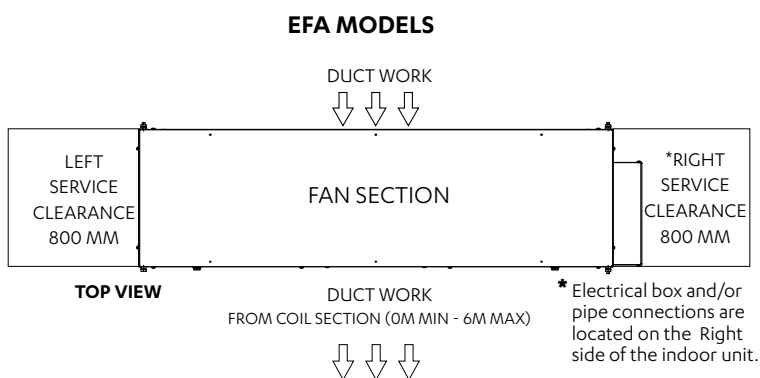 EFA MODELS
DUCT WORK
LEFT
SERVICE
CLEARANCE
800 MM
FAN SECTION
*RIGHT
SERVICE
CLEARANCE
800 MM
TOP VIEW
DUCT WORK
FROM COIL SECTION (0M MIN - 6M MAX)
* Electrical box and/or
pipe connections are
located on the Right
side of the indoor unit.